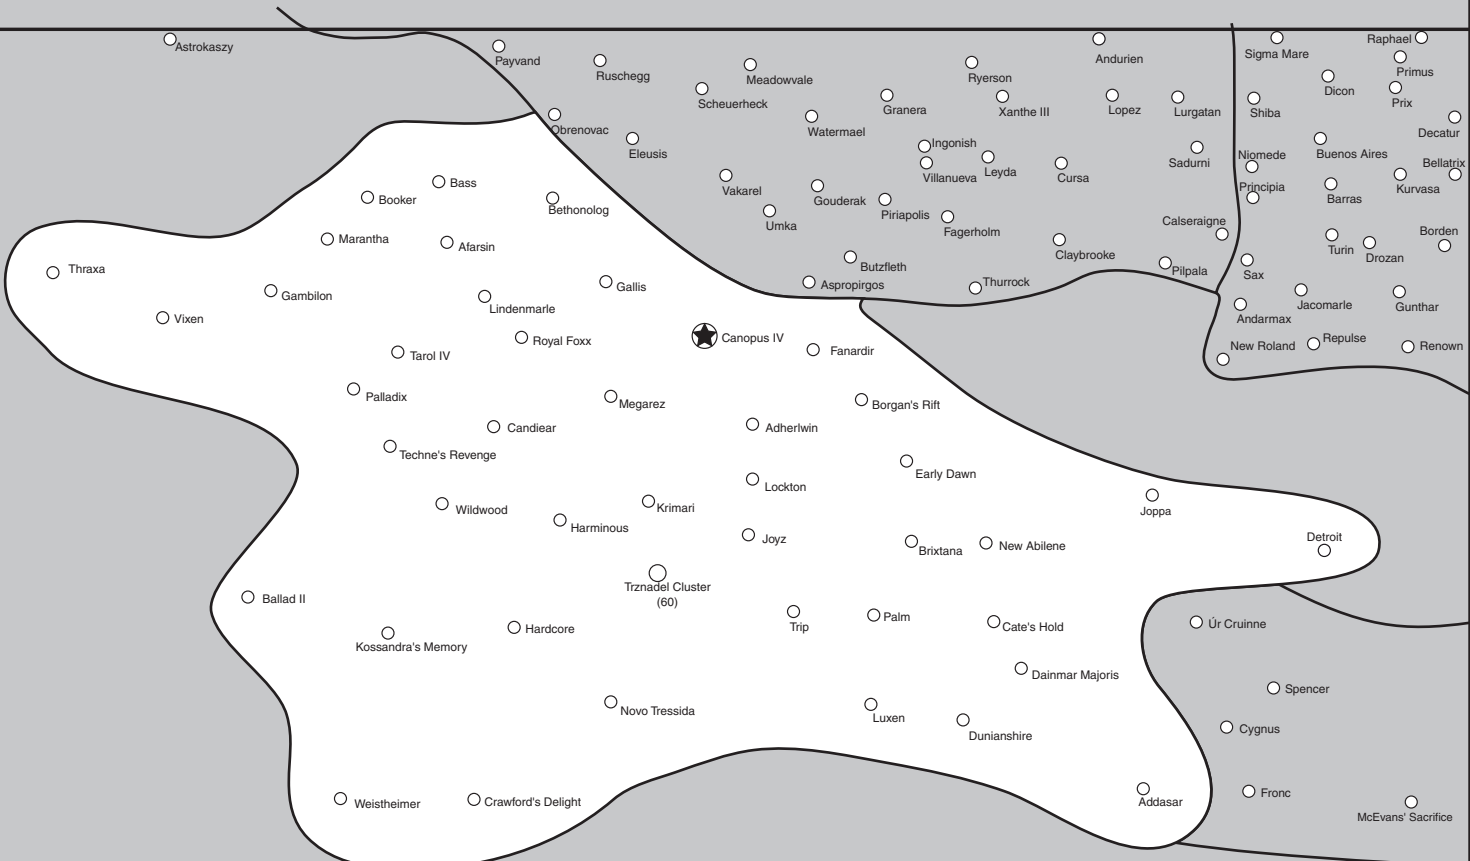 Astrokaszy
Payvand
Ruschegg
Meadowvale
Scheuerheck
Ryerson
Andurien
Sigma Mare
Raphael
Primus
Dicon
Prix
Granera
Xanthe III
Lopez
Lurgatan
Shiba
Decatur
Obrenovac
Watermael
Eleusis
Ingonish
Villanueva
Leyda
Cursa
Sadurni
Niomede
Buenos Aires
Bellatrix
Principia
Barras
Kurvasa
Vakarel
Gouderak
Umka
Piriapolis
Fagerholm
Calseraigne
Claybrooke
Turin
Drozan
Borden
Butzfleth
Aspropirgos
Thurrock
Pilpala
Sax
Andarmax
Jacomarle
Gunthar
New Roland
Repulse
Renown
Bass
Booker
Bethonolog
Marantha
Afarsin
Thraxa
Gambilon
Vixen
Gallis
Lindenmarle
Royal Foxx
Canopus IV
Fanardir
Tarol IV
Palladix
Megarez
Borgan's Rift
Candiear
Adherlwin
Techne's Revenge
Early Dawn
Lockton
Wildwood
Krimari
Harminous
Joppa
Joyz
Brixtana
New Abilene
Detroit
Trznadel Cluster
(60)
Ballad II
Hardcore
Kossandra's Memory
Trip
Palm
Cate's Hold
Úr Cruinne
Dainmar Majoris
Spencer
Novo Tressida
Luxen
Dunianshire
Cygnus
Weistheimer
Crawford's Delight
Addasar
Fronc
McEvans' Sacrifice